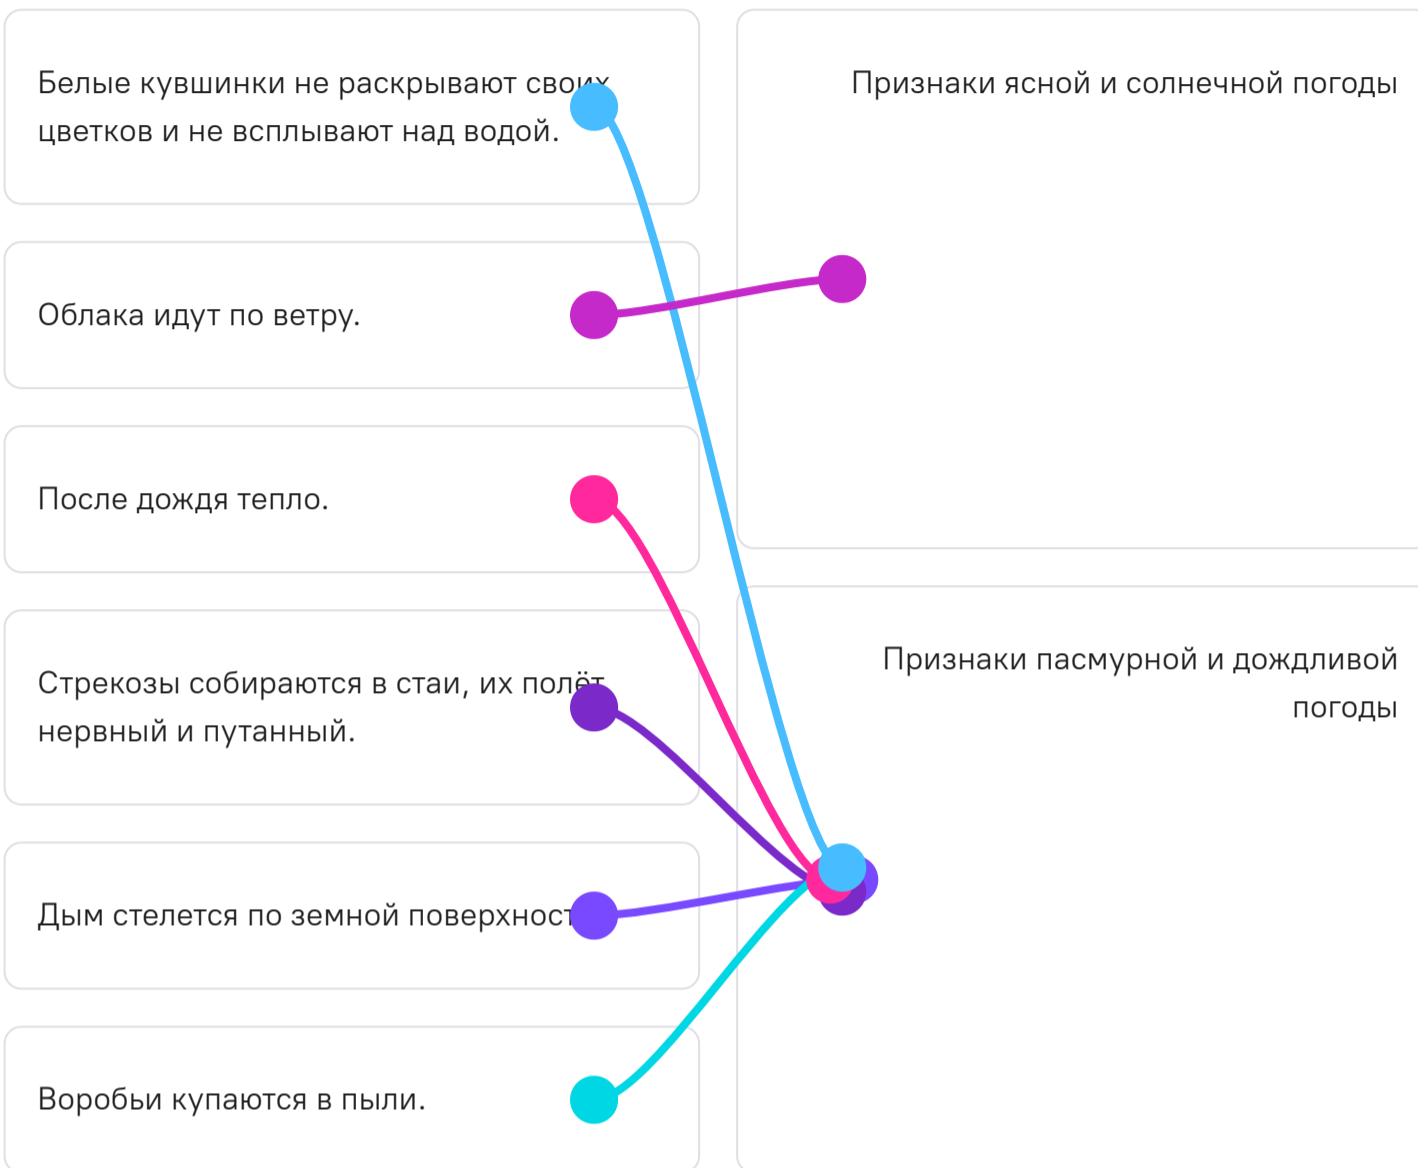 Белые кувшинки не раскрывают своих
цветков и не всплывают над водой.
Облака идут по ветру.
После дождя тепло.
Стрекозы собираются в стаи, их полёт
нервный и путанный.
Дым стелется по земной
Воробьи купаются в пыли.
Признаки ясной и солнечной погоды
Признаки пасмурной и дождливой
погоды